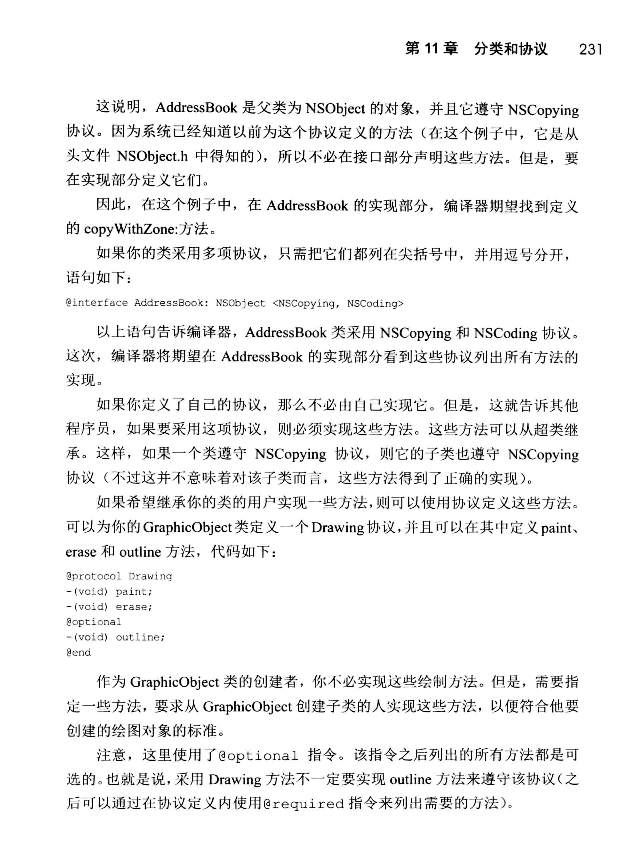 第 11 章 分类和协议 231
这说明，AddressBook 是父类为 NSObject 的对象，并且它遵守 NSCopying
协议。因为系统已经知道以前为这个协议定义的方法（在这个例子中，它是从
头文件 NSObject.h 中得知的），所以不必在接口部分声明这些方法。但是，要
在实现部分定义它们。
因此，在这个例子中，在 AddressBook 的实现部分，编译器期望找到定义
的 copyWithZone:方法。
如果你的类采用多项协议，只需把它们都列在尖括号中，并用逗号分开，
语句如下：
@interface AddressBook: NSObject <NSCopying, NSCoding>
以上语句告诉编译器，AddressBook 类采用 NSCopying 和 NSCoding 协议。
这次，编译器将期望在 AddressBook 的实现部分看到这些协议列出所有方法的
实现。
如果你定义了自己的协议，那么不必由自己实现它。但是，这就告诉其他
程序员，如果要采用这项协议，则必须实现这些方法。这些方法可以从超类继
承。这样，如果一个类遵守 NSCopying 协议，则它的子类也遵守 NSCopying
协议（不过这并不意味着对该子类而言，这些方法得到了正确的实现）。
如果希望继承你的类的用户实现一些方法，则可以使用协议定义这些方法。
可以为你的 GraphicObject 类定义一个 Drawing 协议，并且可以在其中定义 paint、
erase 和 outline 方法，代码如下：
@protocol Drawing
-(void) paint;
-(void) erase;
@optional
-(void) outline;
@end
作为 GraphicObject 类的创建者，你不必实现这些绘制方法。但是，需要指
定一些方法，要求从 GraphicObject 创建子类的人实现这些方法，以便符合他要
创建的绘图对象的标准。
注意，这里使用了@optional 指令。该指令之后列出的所有方法都是可
选的。也就是说，采用 Drawing 方法不一定要实现 outline 方法来遵守该协议（之
后可以通过在协议定义内使用@required 指令来列出需要的方法）。